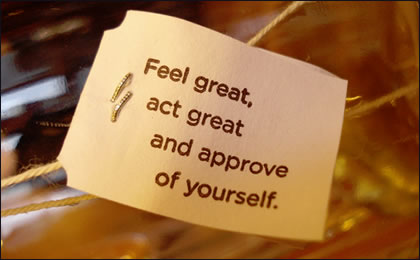 Feel great,
act great
and approve
of yourself.